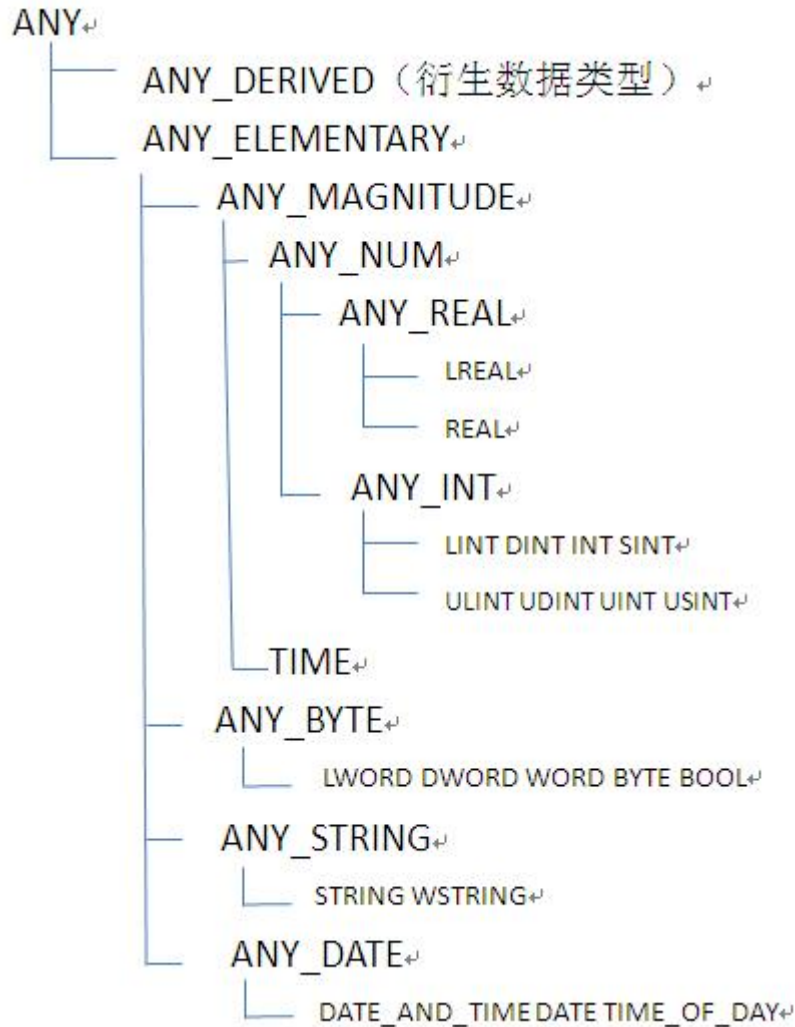 ANY↵
ANY_DERIVED（衍生数据类型）↵
ANY_ELEMENTARY↵
ANY_MAGNITUDE↵
ANY_NUM↵
ANY_REAL↵
LREAL↵
REAL↵
ANY_INT↵
LINT DINT INT SINT↵
ULINT UDINT UINT USINT↵
TIME↵
ANY_BYTE↵
LWORD DWORD WORD BYTE BOOL↵
ANY_STRING↵
STRING WSTRING↵
ANY_DATE↵
DATE_AND_TIME DATE TIME_OF_DAY↵